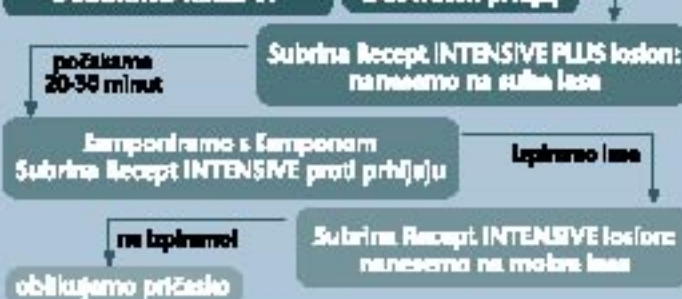 Subrina Recept INTENSIVE PLUS losion:
nanesemo na suhe lase
počakamo
20-30 minut
šamponiramo s šamponom
Subrina Recept INTENSIVE proti prhljaju
izpiramo lase
Subrina Recept INTENSIVE losion:
nanesemo na mokre lase
ne izpiramo!
oblikujemo pričesko